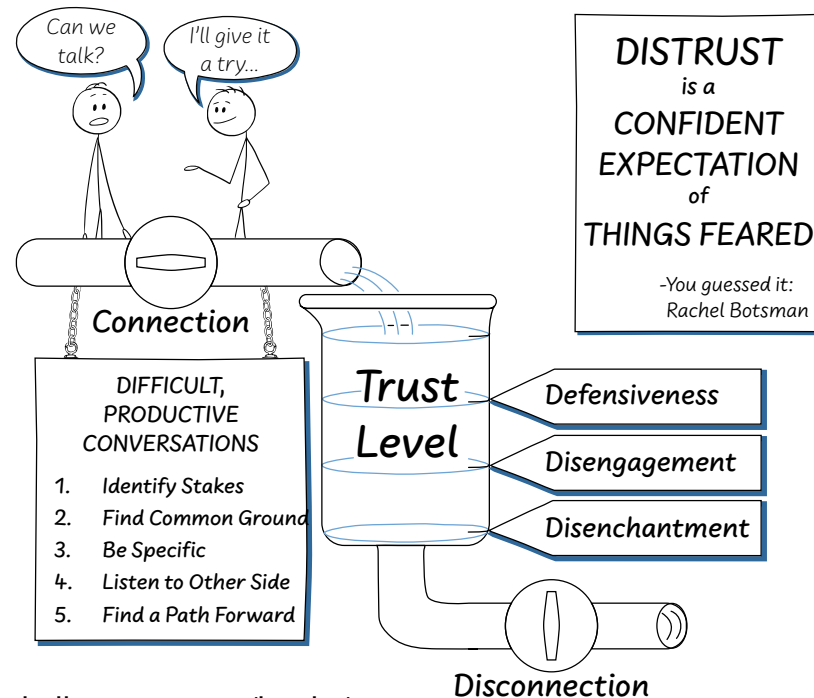 Can we
talk?
I'll give it
a try...
DISTRUST
is a
CONFIDENT
EXPECTATION
of
THINGS FEARED
-You guessed it:
Rachel Botsman
Connection
DIFFICULT,
PRODUCTIVE
CONVERSATIONS
1. Identify Stakes
2. Find Common Ground
3. Be Specific
4. Listen to Other Side
5. Find a Path Forward
Trust
Level
Defensiveness
Disengagement
Disenchantment
Disconnection